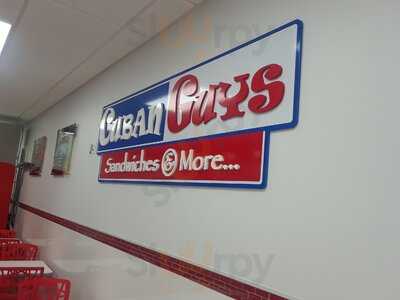 CUBAN GUYS
Sandwiches & More...